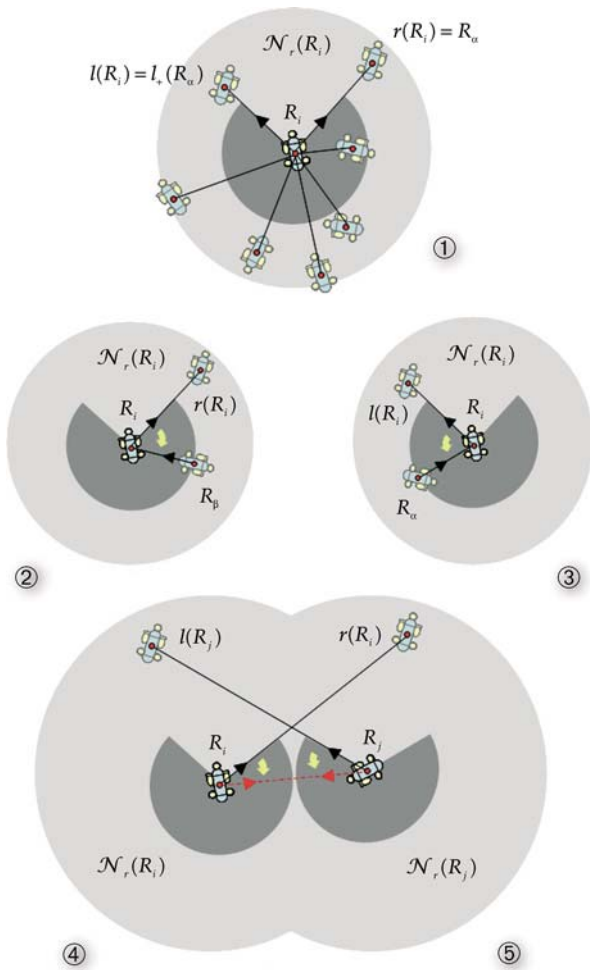 𝒩_r(R_i)
r(R_i) = R_α
l(R_i) = l_+(R_α)
R_i
①
𝒩_r(R_i)
R_i
r(R_i)
R_β
②
𝒩_r(R_i)
l(R_i)
R_i
R_α
③
l(R_j)
r(R_i)
R_i
R_j
𝒩_r(R_i)
𝒩_r(R_j)
④
⑤